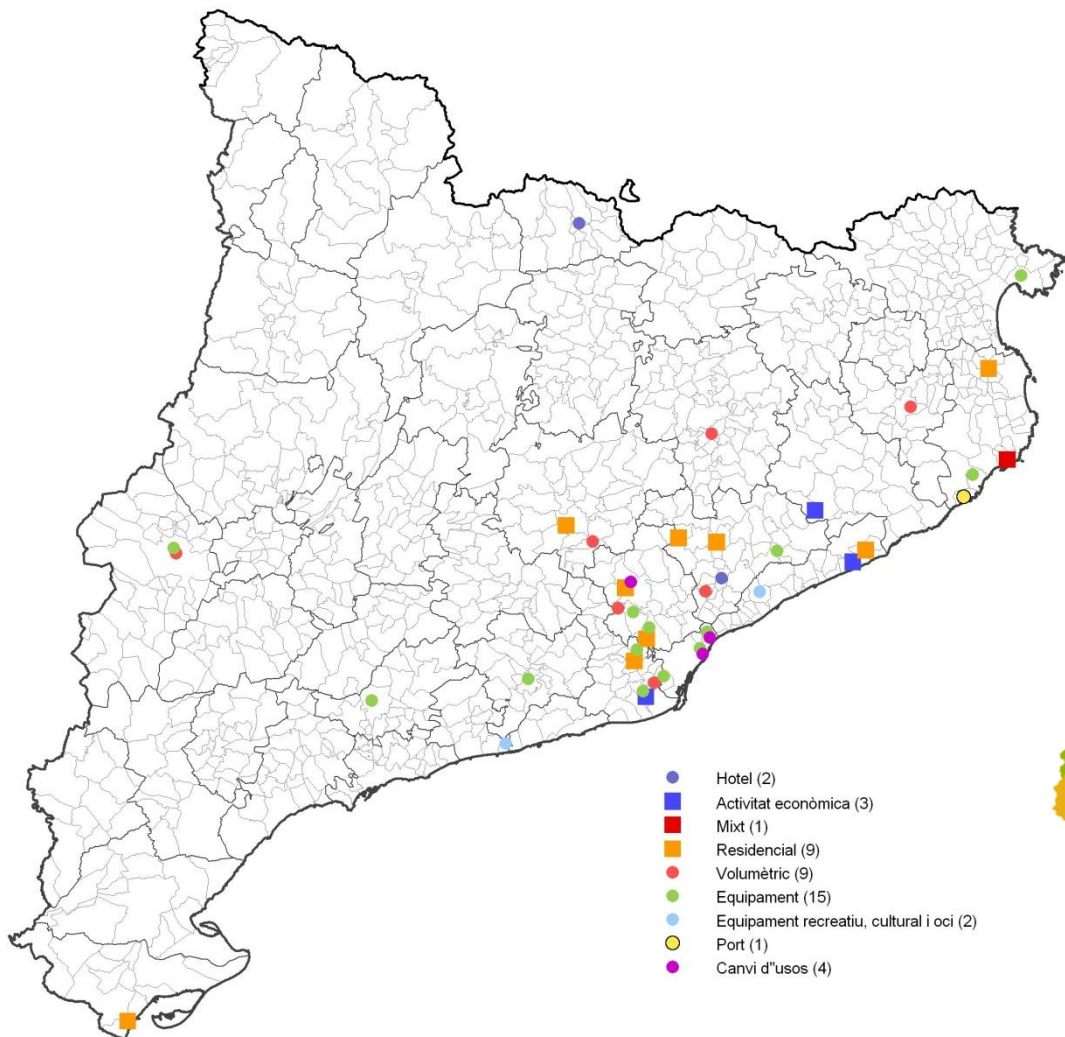 Hotel (2)
Activitat econòmica (3)
Mixt (1)
Residencial (9)
Volumètric (9)
Equipament (15)
Equipament recreatiu, cultural i oci (2)
Port (1)
Canvi d"usos (4)